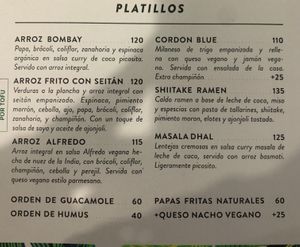 PLATILLOS
ARROZ BOMBAY 120
Papa, brócoli, coliflor, zanahoria y espinaca
orgánica en salsa curry de coco picosita.
Servido con arroz integral.
ARROZ FRITO CON SEITÁN 120
Verduras a la plancha y arroz integral con
seitán empanizado. Espinaca, pimiento
morrón, cebolla, ajo, papa, brócoli, coliflor,
champiñón, zanahoria. Con un toque de
salsa de soya y aceite de ajonjolí.
ARROZ ALFREDO 115
Arroz integral en salsa Alfredo vegano
hecha de nuez de la India, con brócoli, coliflor,
champiñón, cebolla y perejil. Servido con
queso vegano estilo parmesano.
ORDEN DE GUACAMOLE 60
ORDEN DE HUMUS 40
CORDON BLUE 110
Milanesa de trigo empanizada y relle-
na con queso vegano y jamón vega-
no. Servido con ensalada de la casa.
Extra champiñón +25
SHIITAKE RAMEN 135
Caldo ramen a base de leche de coco, miso
y especias con pasta de tallarines, shiitake,
pimiento morrón, elotes y ajonjolí tostado.
MASALA DHAL 125
Lentejas cremosas en salsa curry masala de
leche de coco, servido con arroz basmati.
Ligeramente picosito.
PAPAS FRITAS NATURALES 60
+QUESO NACHO VEGANO +25
POR TOFU